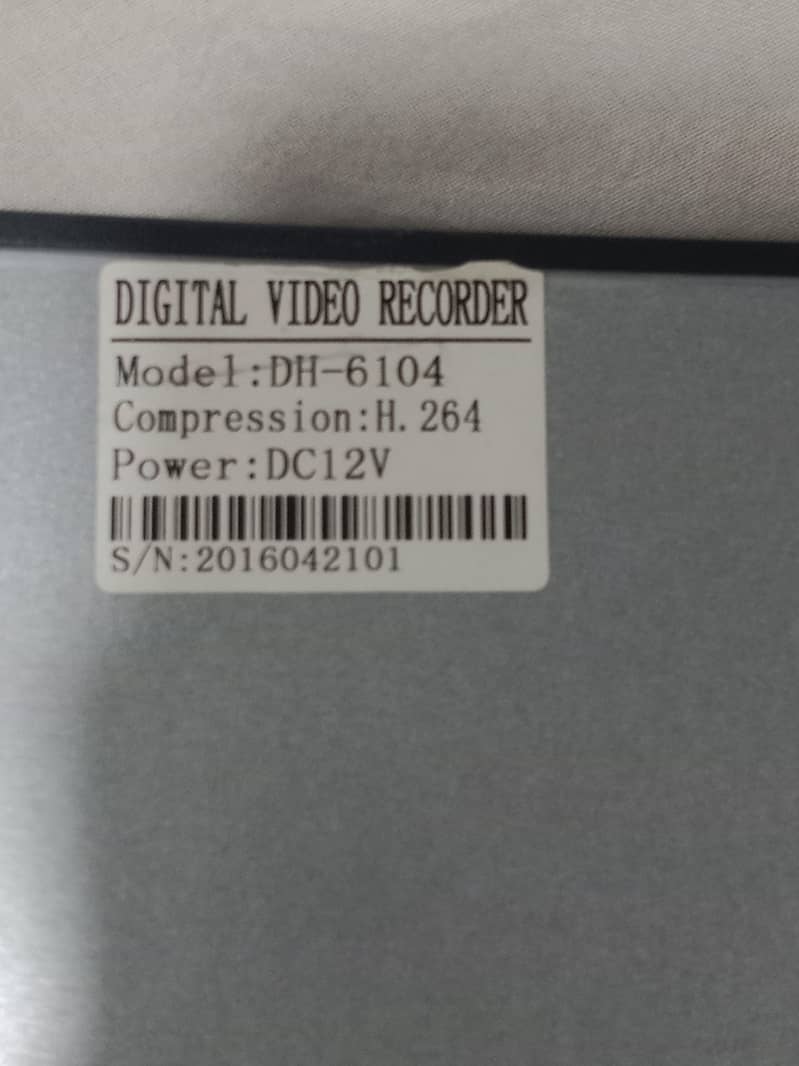 DIGITAL VIDEO RECORDER
Model:DH-6104
Compression:H.264
Power:DC12V
S/N:2016042101